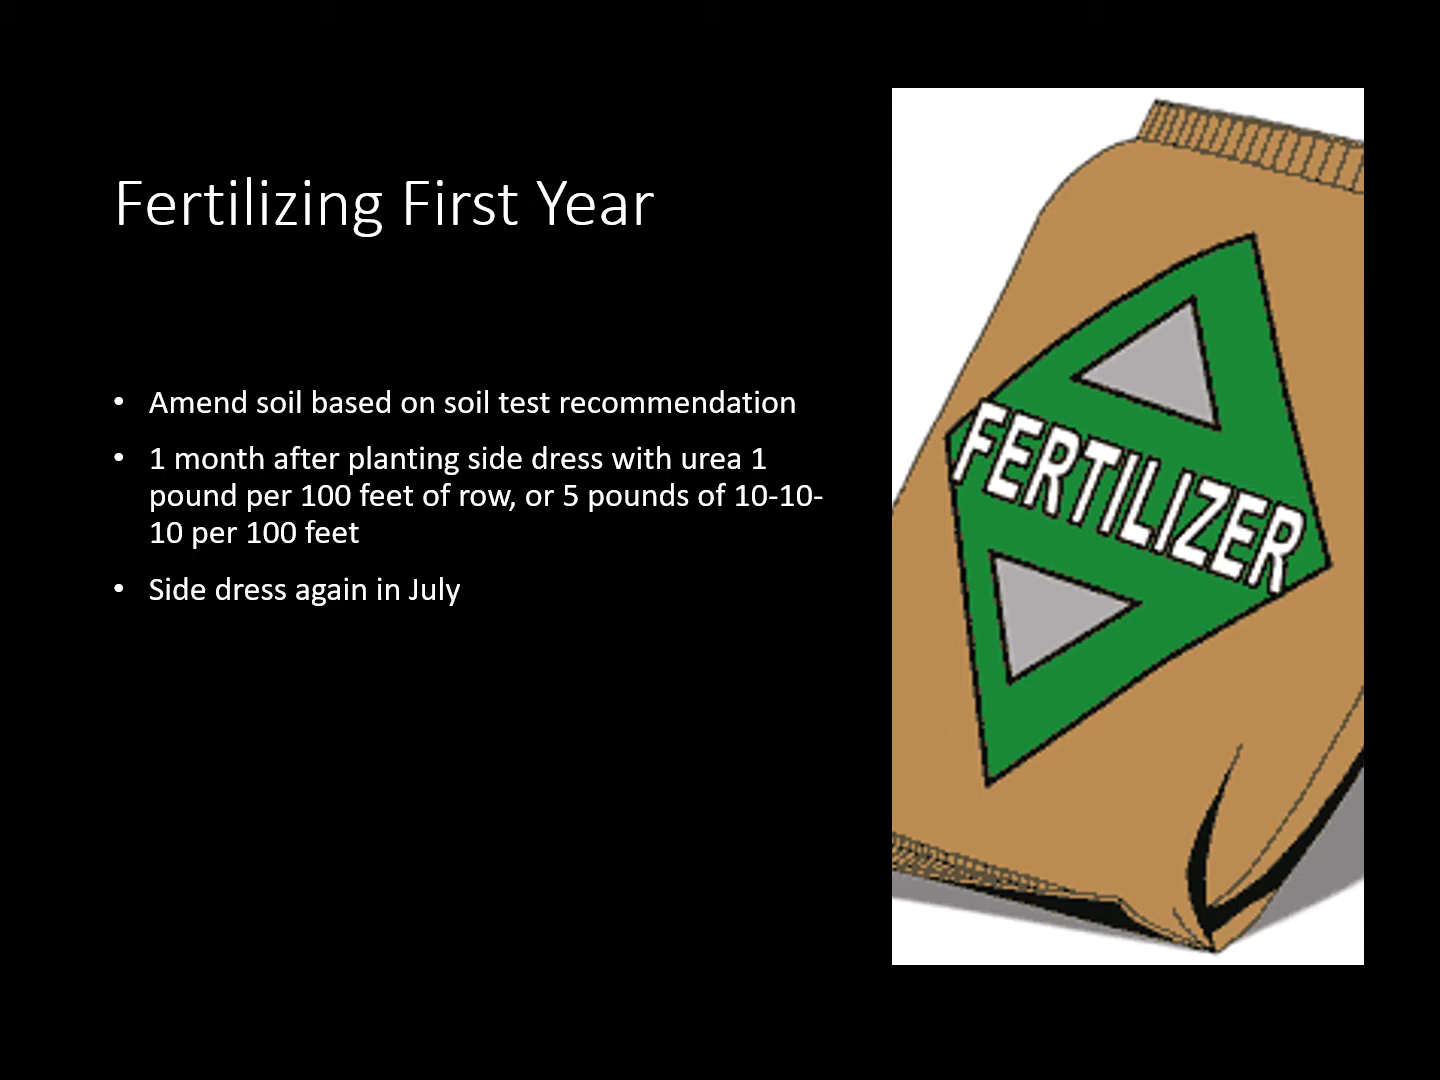 Fertilizing First Year
• Amend soil based on soil test recommendation
• 1 month after planting side dress with urea 1
pound per 100 feet of row, or 5 pounds of 10-10-
10 per 100 feet
• Side dress again in July
FERTILIZER